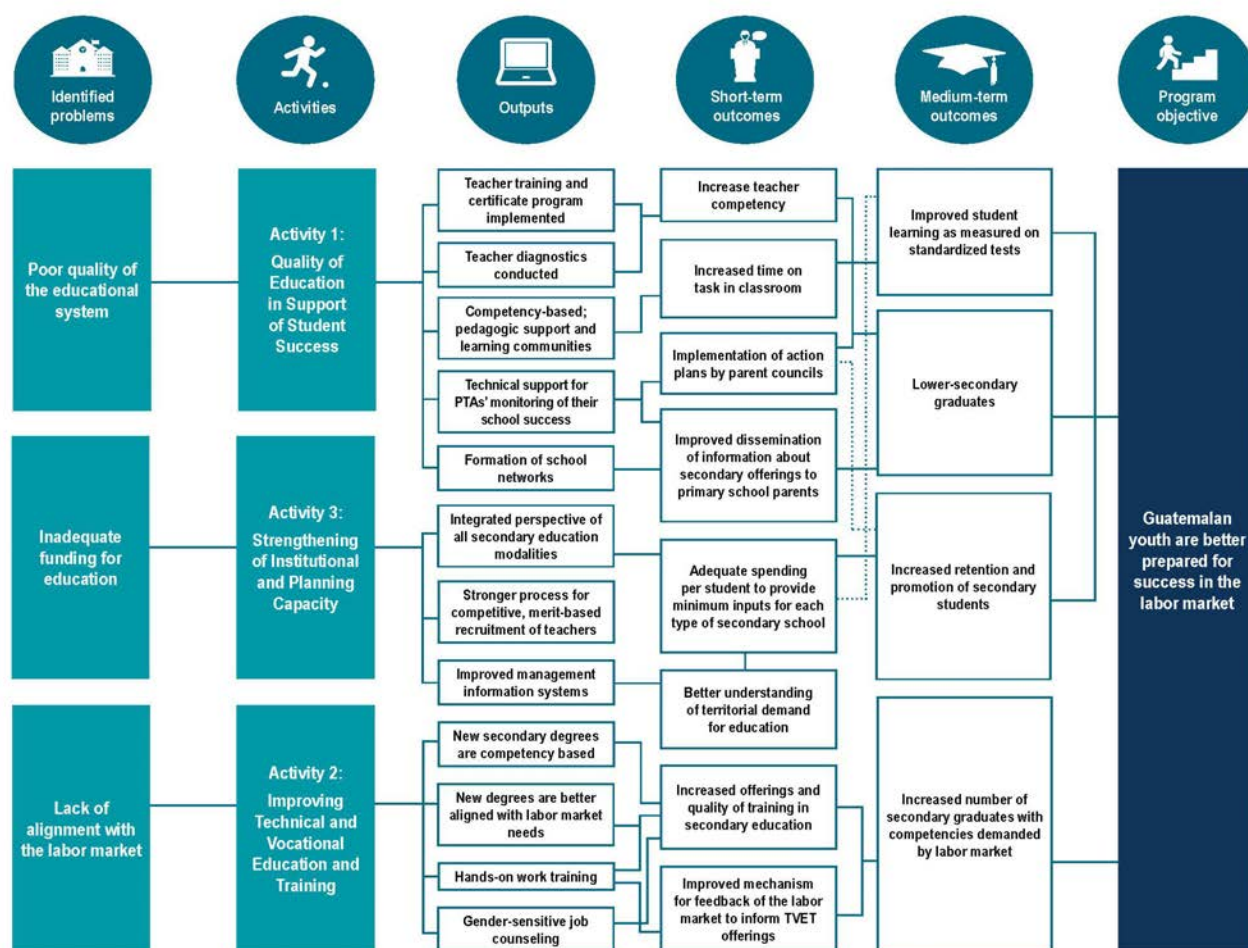 Identified
problems
Activities
Outputs
Short-term
outcomes
Medium-term
outcomes
Program
objective
Poor quality of
the educational
system
Inadequate
funding for
education
Lack of
alignment with
the labor market
Activity 1:
Quality of
Education
in Support
of Student
Success
Activity 3:
Strengthening
of Institutional
and Planning
Capacity
Activity 2:
Improving
Technical and
Vocational
Education and
Training
Teacher training and
certificate program
implemented
Teacher diagnostics
conducted
Competency-based;
pedagogic support and
learning communities
Technical support for
PTAs' monitoring of their
school success
Formation of school
networks
Integrated perspective of
all secondary education
modalities
Stronger process for
competitive, merit-based
recruitment of teachers
Improved management
information systems
New secondary degrees
are competency based
New degrees are better
aligned with labor market
needs
Hands-on work training
Gender-sensitive job
counseling
Increase teacher
competency
Increased time on
task in classroom
Implementation of action
plans by parent councils
Improved dissemination
of information about
secondary offerings to
primary school parents
Adequate spending
per student to provide
minimum inputs for each
type of secondary school
Better understanding
of territorial demand
for education
Increased offerings and
quality of training in
secondary education
Improved mechanism
for feedback of the labor
market to inform TVET
offerings
Improved student
learning as measured on
standardized tests
Lower-secondary
graduates
Increased retention and
promotion of secondary
students
Increased number of
secondary graduates with
competencies demanded
by labor market
Guatemalan
youth are better
prepared for
success in the
labor market